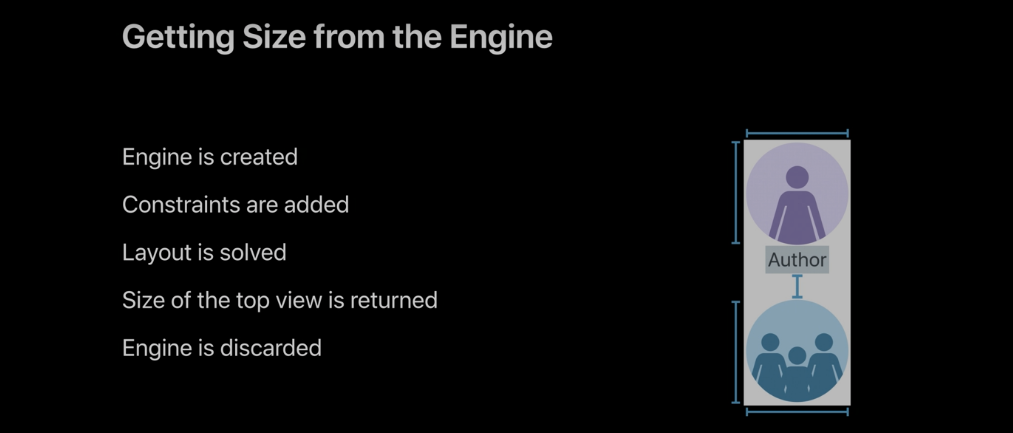 Getting Size from the Engine
Engine is created
Constraints are added
Layout is solved
Size of the top view is returned
Engine is discarded
Author